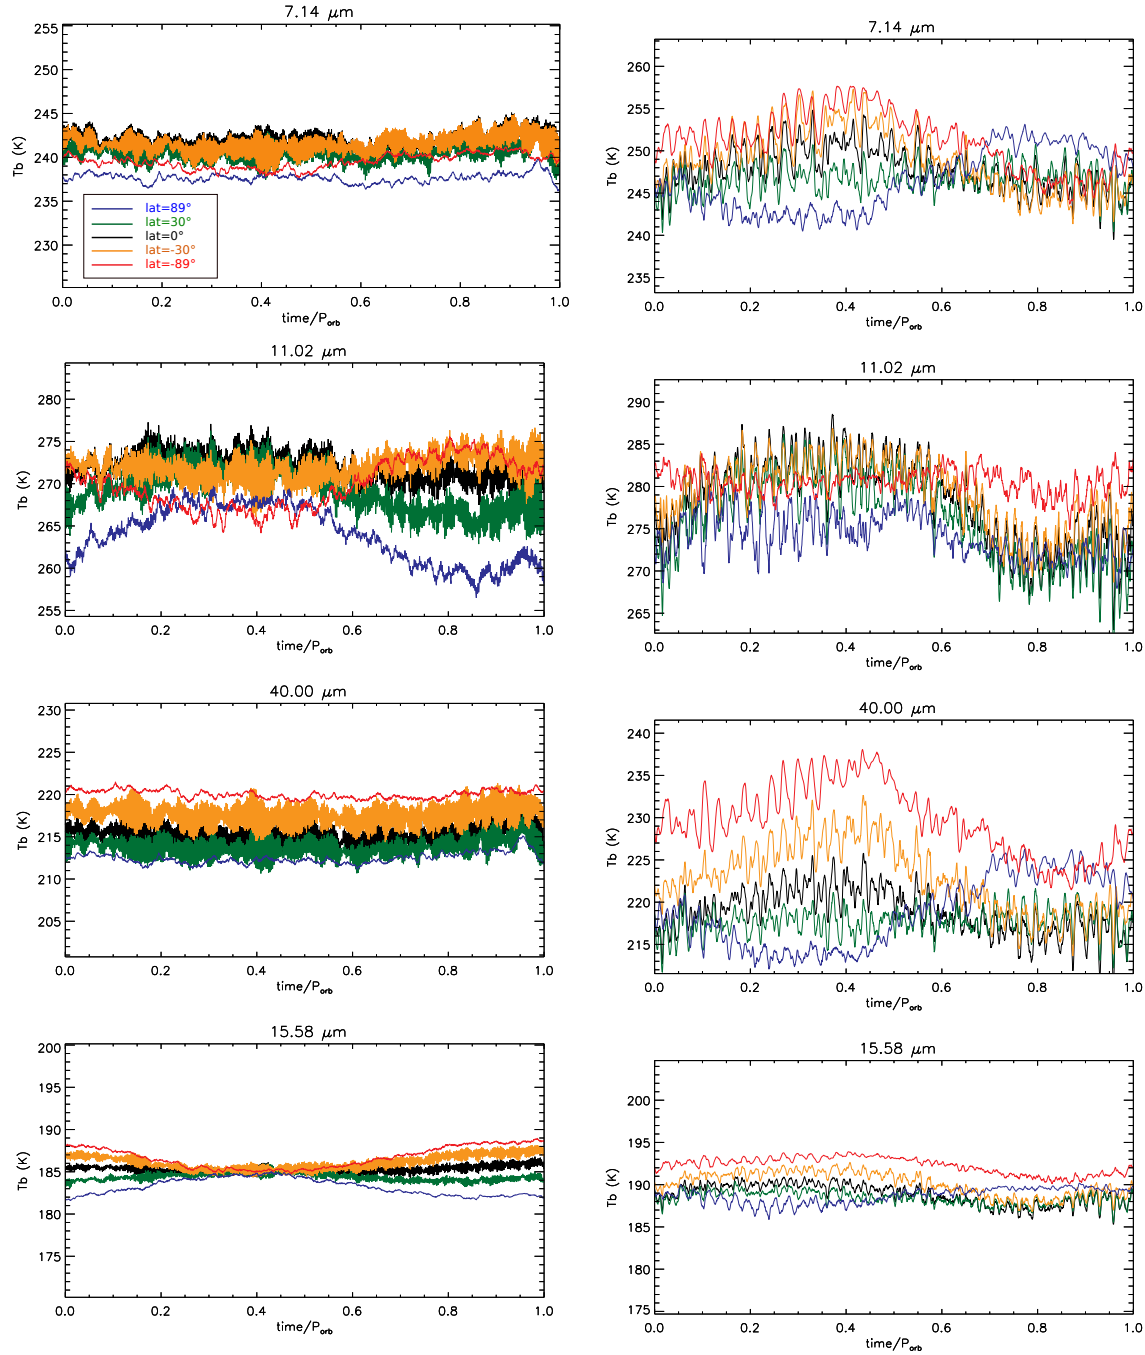 7.14 μm
255
250
245
240
235
230
Tb (K)
lat=89°
lat=30°
lat=0°
lat=-30°
lat=-89°
0.0 0.2 0.4 0.6 0.8 1.0
time/Porb
7.14 μm
260
255
250
245
240
235
Tb (K)
0.0 0.2 0.4 0.6 0.8 1.0
time/Porb
11.02 μm
280
275
270
265
260
255
Tb (K)
0.0 0.2 0.4 0.6 0.8 1.0
time/Porb
11.02 μm
290
285
280
275
270
265
Tb (K)
0.0 0.2 0.4 0.6 0.8 1.0
time/Porb
40.00 μm
230
225
220
215
210
205
Tb (K)
0.0 0.2 0.4 0.6 0.8 1.0
time/Porb
40.00 μm
240
235
230
225
220
215
Tb (K)
0.0 0.2 0.4 0.6 0.8 1.0
time/Porb
15.58 μm
200
195
190
185
180
175
Tb (K)
0.0 0.2 0.4 0.6 0.8 1.0
time/Porb
15.58 μm
200
195
190
185
180
175
Tb (K)
0.0 0.2 0.4 0.6 0.8 1.0
time/Porb